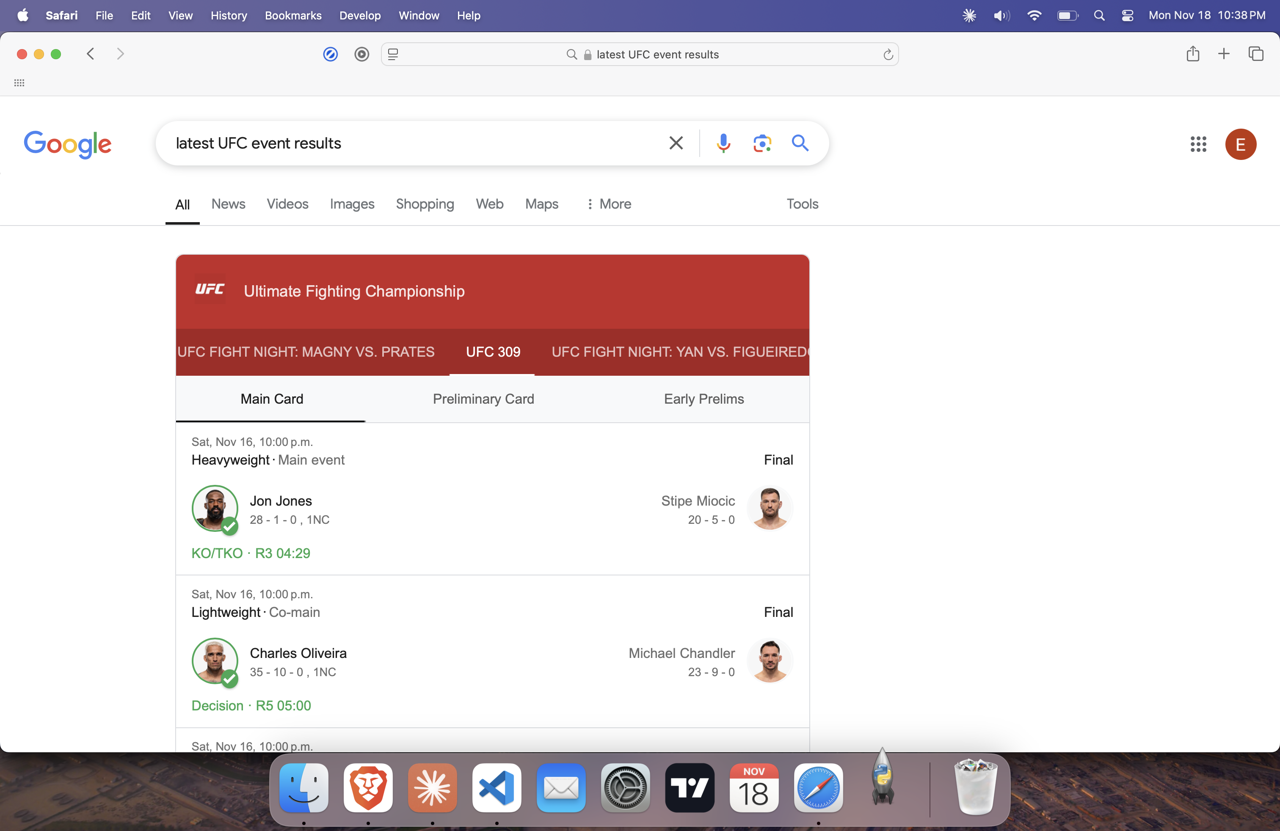 Safari File Edit View History Bookmarks Develop Window Help Mon Nov 18 10:38 PM
latest UFC event results
Google latest UFC event results E
All News Videos Images Shopping Web Maps More Tools
UFC Ultimate Fighting Championship
UFC FIGHT NIGHT: MAGNY VS. PRATES UFC 309 UFC FIGHT NIGHT: YAN VS. FIGUEIREDO
Main Card Preliminary Card Early Prelims
Sat, Nov 16, 10:00 p.m.
Heavyweight · Main event Final
Jon Jones Stipe Miocic
28 - 1 - 0 , 1NC 20 - 5 - 0
KO/TKO · R3 04:29
Sat, Nov 16, 10:00 p.m.
Lightweight · Co-main Final
Charles Oliveira Michael Chandler
35 - 10 - 0 , 1NC 23 - 9 - 0
Decision · R5 05:00
Sat, Nov 16, 10:00 p.m.
NOV
18